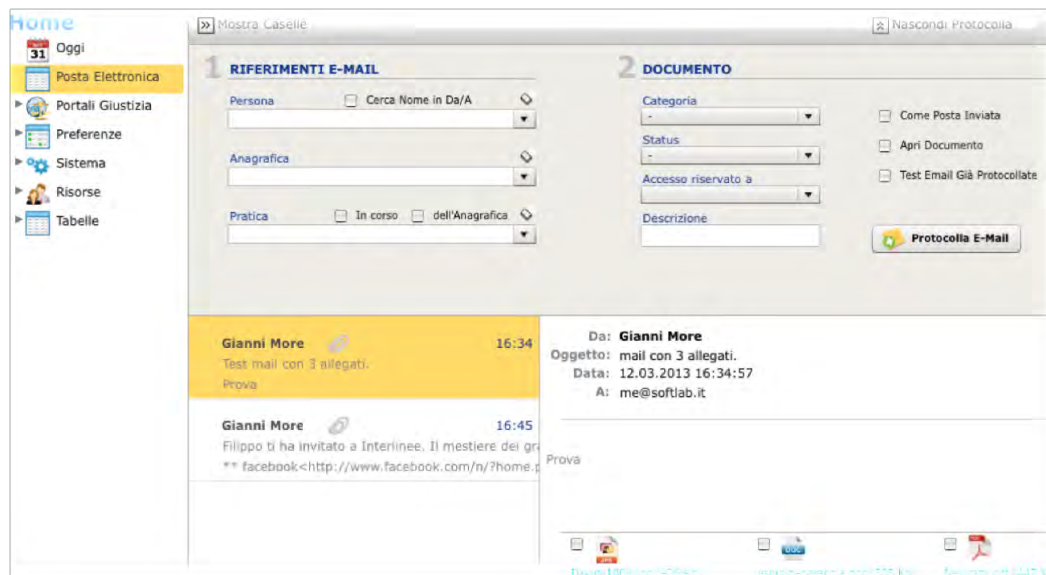 Home
Oggi
31
Posta Elettronica
Portali Giustizia
Preferenze
Sistema
Risorse
Tabelle
Mostra Caselle
Nascondi Protocolla
1 RIFERIMENTI E-MAIL
Persona
Cerca Nome in Da/A
Anagrafica
Pratica
In corso
dell'Anagrafica
2 DOCUMENTO
Categoria
-
Status
-
Accesso riservato a
Descrizione
Come Posta Inviata
Apri Documento
Test Email Già Protocollate
Protocolla E-Mail
Gianni More 16:34
Test mail con 3 allegati.
Prova
Gianni More 16:45
Filippo ti ha invitato a Interlinee. Il mestiere dei gra
** facebook<http://www.facebook.com/n/?home.p
Da: Gianni More
Oggetto: mail con 3 allegati.
Data: 12.03.2013 16:34:57
A: me@softlab.it
Prova
DOC